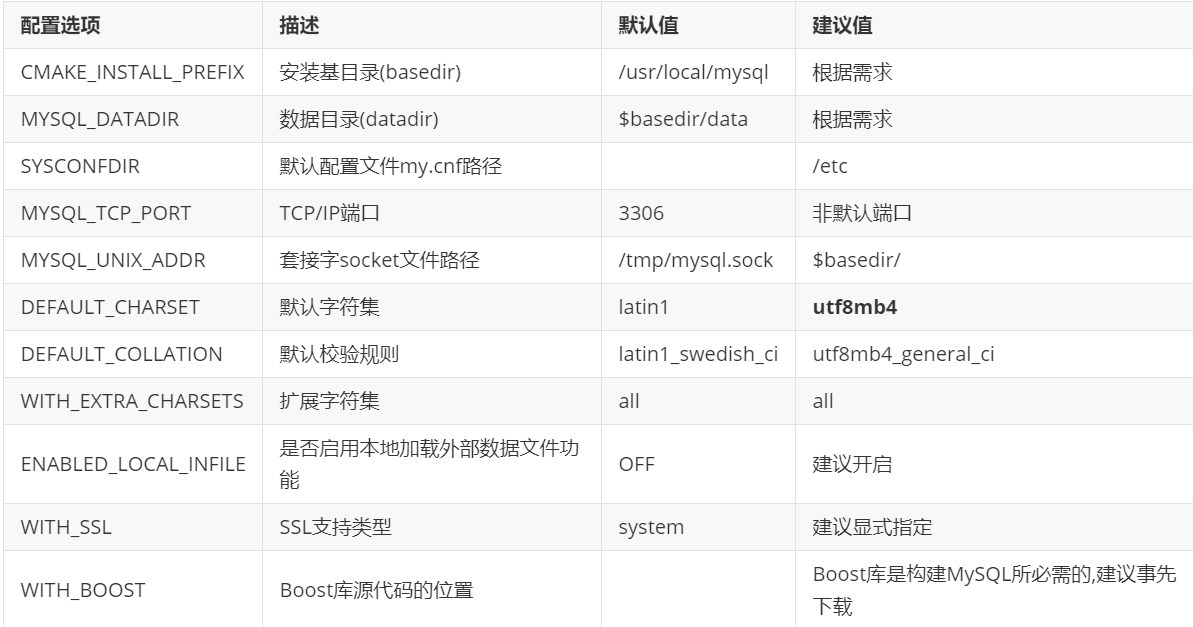 配置选项 描述 默认值 建议值
CMAKE_INSTALL_PREFIX 安装基目录(basedir) /usr/local/mysql 根据需求
MYSQL_DATADIR 数据目录(datadir) $basedir/data 根据需求
SYSCONFDIR 默认配置文件my.cnf路径 /etc
MYSQL_TCP_PORT TCP/IP端口 3306 非默认端口
MYSQL_UNIX_ADDR 套接字socket文件路径 /tmp/mysql.sock $basedir/
DEFAULT_CHARSET 默认字符集 latin1 utf8mb4
DEFAULT_COLLATION 默认校验规则 latin1_swedish_ci utf8mb4_general_ci
WITH_EXTRA_CHARSETS 扩展字符集 all all
ENABLED_LOCAL_INFILE 是否启用本地加载外部数据文件功
能 OFF 建议开启
WITH_SSL SSL支持类型 system 建议显式指定
WITH_BOOST Boost库源代码的位置 Boost库是构建MySQL所必需的,建议事先
下载